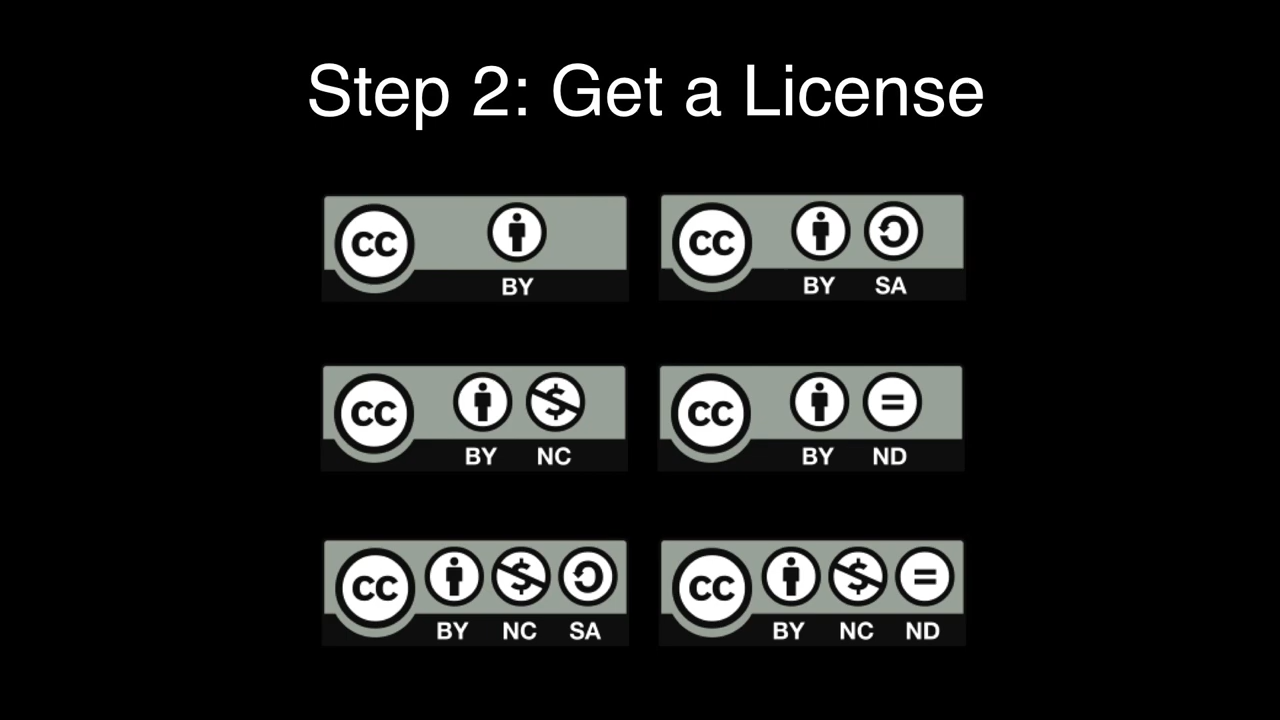 Step 2: Get a License
CC BY
CC BY SA
CC BY NC
CC BY ND
CC BY NC SA
CC BY NC ND